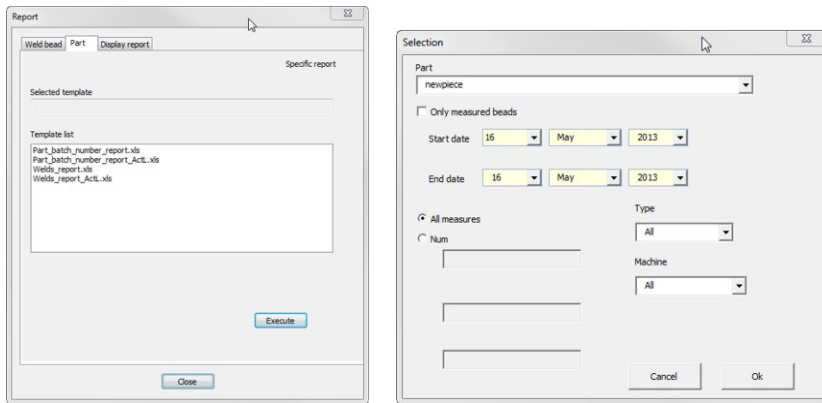 Report
Weld bead Part Display report
Specific report
Selected template
Template list
Part_batch_number_report.xls
Part_batch_number_report_ActL.xls
Welds_report.xls
Welds_report_ActL.xls
Execute
Close
Selection
Part
newpiece
Only measured beads
Start date 16 May 2013
End date 16 May 2013
All measures
Num
Type
All
Machine
All
Cancel Ok